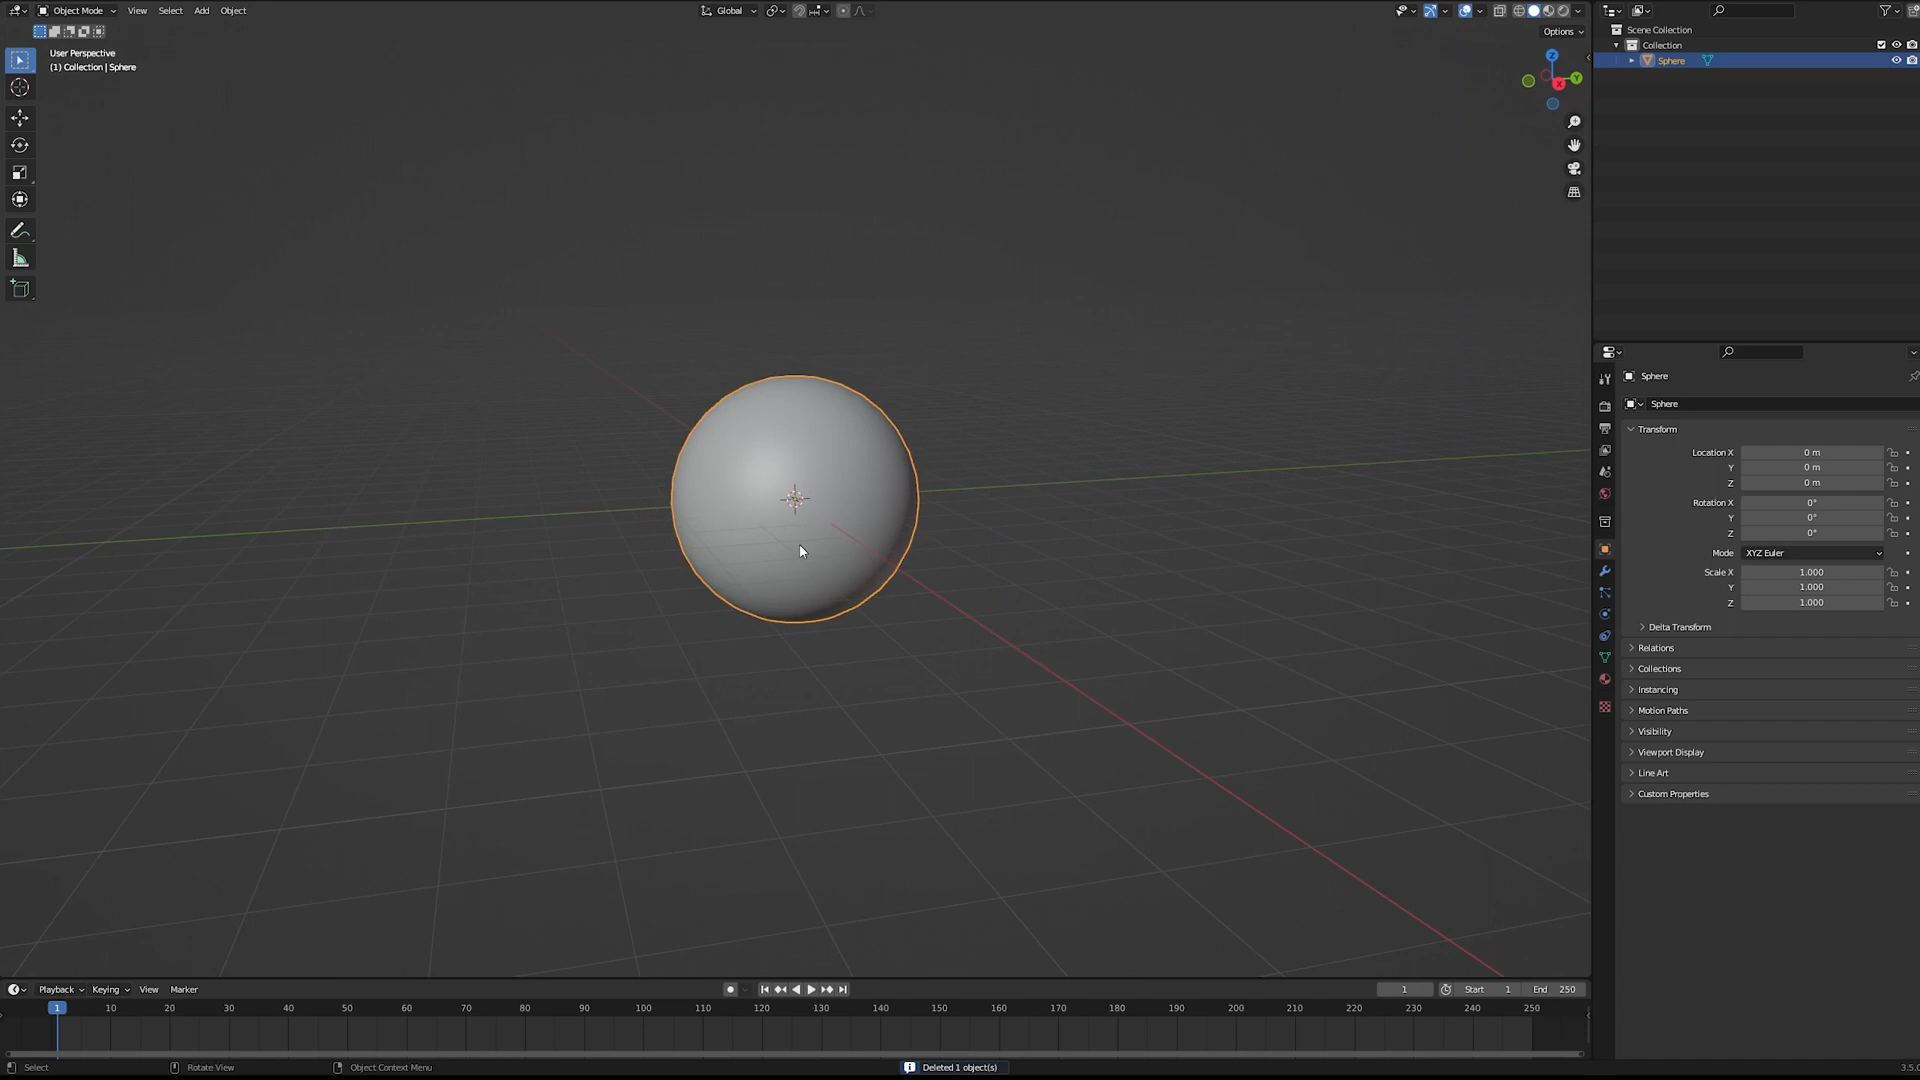 Object Mode View Select Add Object Global
Options
User Perspective
(1) Collection | Sphere
Z
Y
X
Scene Collection
Collection
Sphere
Sphere
Sphere
Transform
Location X 0 m
Y 0 m
Z 0 m
Rotation X 0°
Y 0°
Z 0°
Mode XYZ Euler
Scale X 1.000
Y 1.000
Z 1.000
Delta Transform
Relations
Collections
Instancing
Motion Paths
Visibility
Viewport Display
Line Art
Custom Properties
Playback Keying View Marker 1 Start 1 End 250
1 10 20 30 40 50 60 70 80 90 100 110 120 130 140 150 160 170 180 190 200 210 220 230 240 250
Select Rotate View Object Context Menu Deleted 1 object(s) 3.5.0